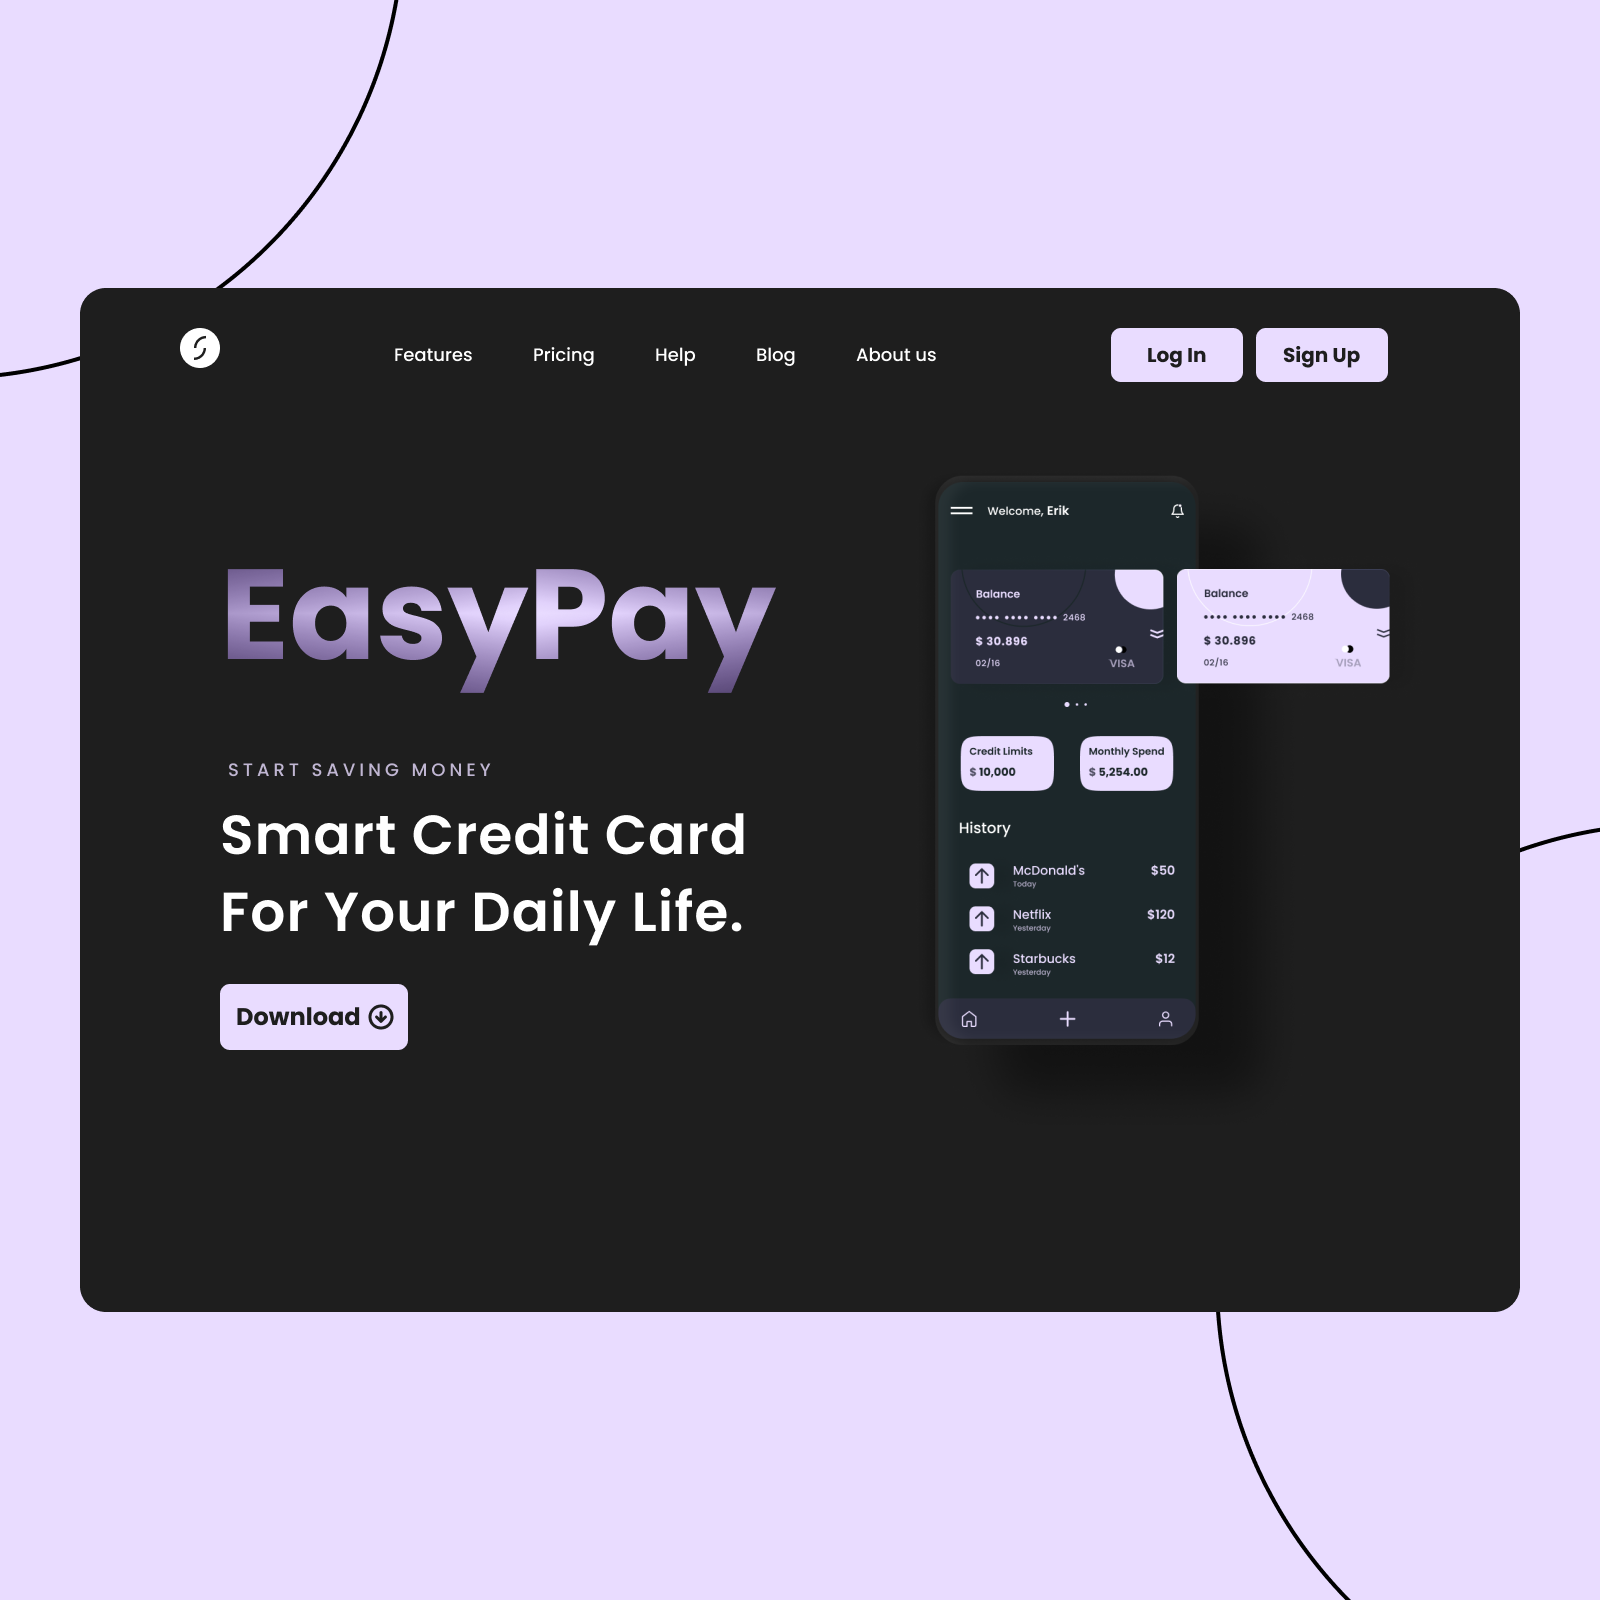 Features Pricing Help Blog About us Log In Sign Up
EasyPay
START SAVING MONEY
Smart Credit Card
For Your Daily Life.
Download
Welcome, Erik
Balance
•••• •••• •••• 2468
$ 30.896
02/16
VISA
Balance
•••• •••• •••• 2468
$ 30.896
02/16
VISA
Credit Limits
$ 10,000
Monthly Spend
$ 5,254.00
History
McDonald's $50
Today
Netflix $120
Yesterday
Starbucks $12
Yesterday